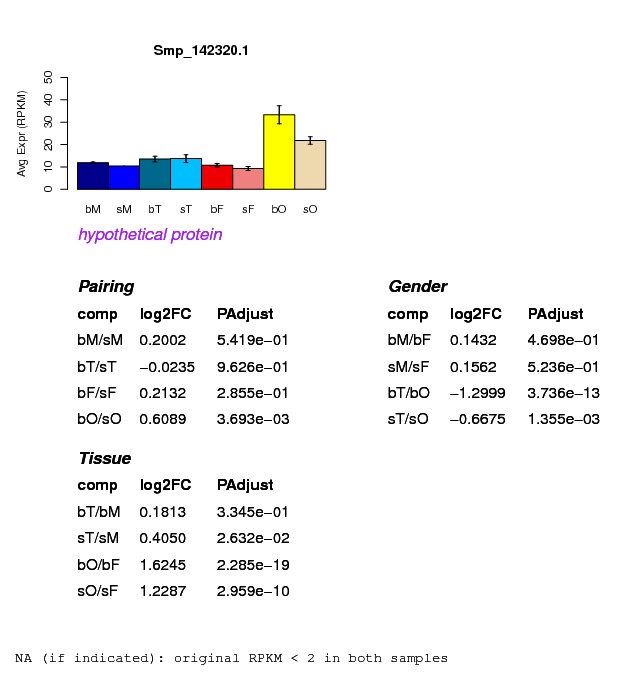 Smp_142320.1
Avg Expr (RPKM)
50
40
30
20
10
0
bM sM bT sT bF sF bO sO
hypothetical protein
Pairing
comp log2FC PAdjust
bM/sM 0.2002 5.419e−01
bT/sT −0.0235 9.626e−01
bF/sF 0.2132 2.855e−01
bO/sO 0.6089 3.693e−03
Gender
comp log2FC PAdjust
bM/bF 0.1432 4.698e−01
sM/sF 0.1562 5.236e−01
bT/bO −1.2999 3.736e−13
sT/sO −0.6675 1.355e−03
Tissue
comp log2FC PAdjust
bT/bM 0.1813 3.345e−01
sT/sM 0.4050 2.632e−02
bO/bF 1.6245 2.285e−19
sO/sF 1.2287 2.959e−10
NA (if indicated): original RPKM < 2 in both samples